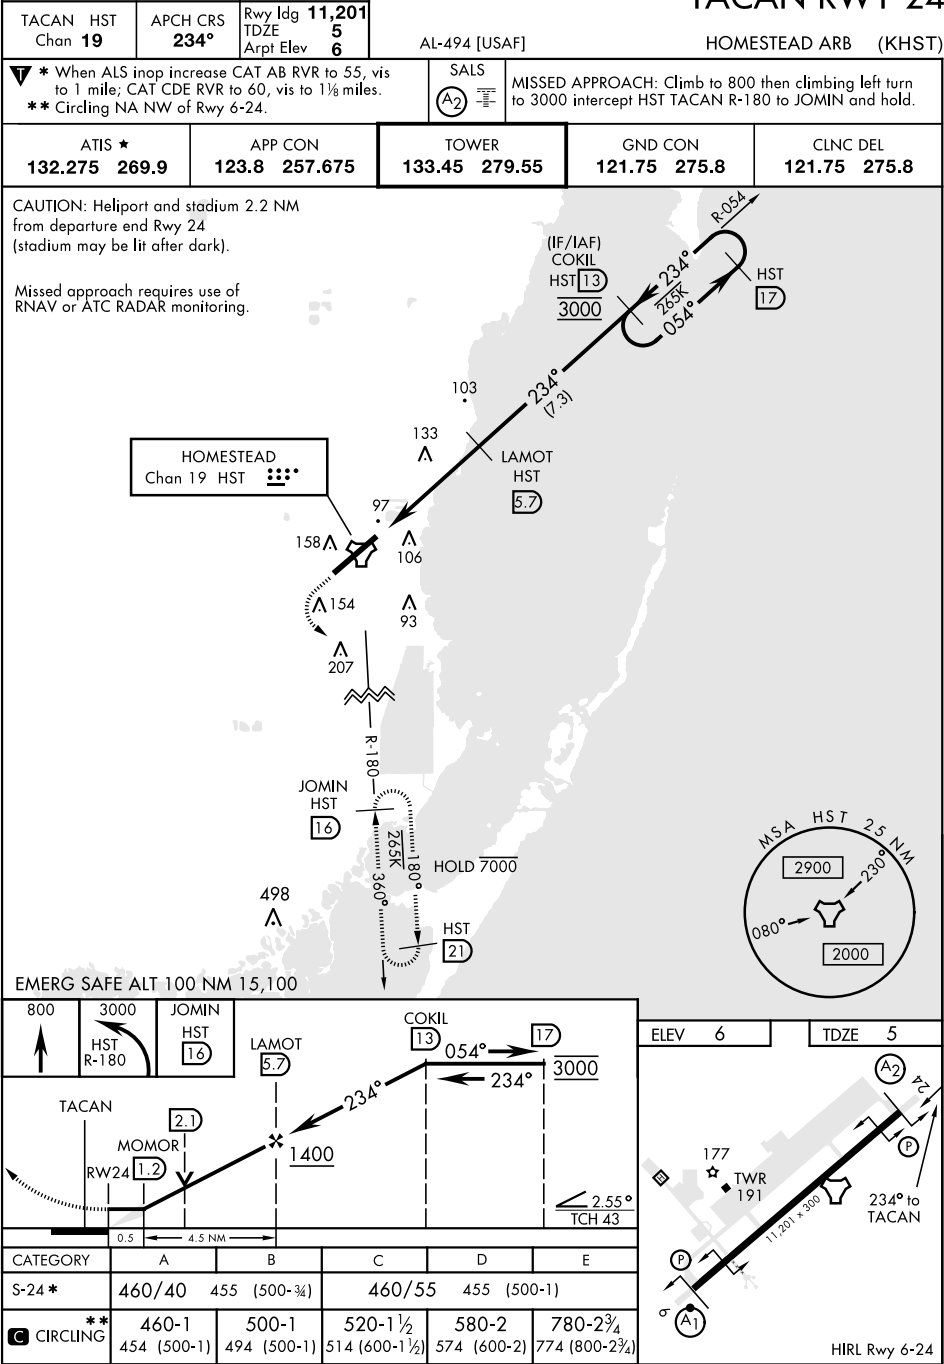 TACAN RWY 24
TACAN HST
Chan 19
APCH CRS
234°
Rwy ldg 11,201
TDZE 5
Arpt Elev 6
AL-494 [USAF]
HOMESTEAD ARB (KHST)
T * When ALS inop increase CAT AB RVR to 55, vis
to 1 mile; CAT CDE RVR to 60, vis to 1⅛ miles.
** Circling NA NW of Rwy 6-24.
SALS
A2
MISSED APPROACH: Climb to 800 then climbing left turn
to 3000 intercept HST TACAN R-180 to JOMIN and hold.
ATIS ★
132.275 269.9
APP CON
123.8 257.675
TOWER
133.45 279.55
GND CON
121.75 275.8
CLNC DEL
121.75 275.8
CAUTION: Heliport and stadium 2.2 NM
from departure end Rwy 24
(stadium may be lit after dark).
Missed approach requires use of
RNAV or ATC RADAR monitoring.
R-054
(IF/IAF)
COKIL
HST 13
3000
234°
265K
054°
HST
17
234°
(7.3)
103
133
LAMOT
HST
5.7
HOMESTEAD
Chan 19 HST
97
158
106
154
93
207
R-180
JOMIN
HST
16
265K
180°
360°
HOLD 7000
HST
21
498
MSA HST 25 NM
2900
230°
080°
2000
EMERG SAFE ALT 100 NM 15,100
800
3000
HST
R-180
JOMIN
HST
16
LAMOT
5.7
COKIL
13
17
054°
234°
3000
234°
TACAN
2.1
MOMOR
RW24 1.2
1400
2.55°
TCH 43
0.5
4.5 NM
ELEV 6
TDZE 5
A2
24
P
177
TWR
191
234° to
TACAN
11,201 x 300
P
6
A1
HIRL Rwy 6-24
CATEGORY A B C D E
S-24 * 460/40 455 (500-¾) 460/55 455 (500-1)
C CIRCLING ** 460-1 500-1 520-1½ 580-2 780-2¾
454 (500-1) 494 (500-1) 514 (600-1½) 574 (600-2) 774 (800-2¾)